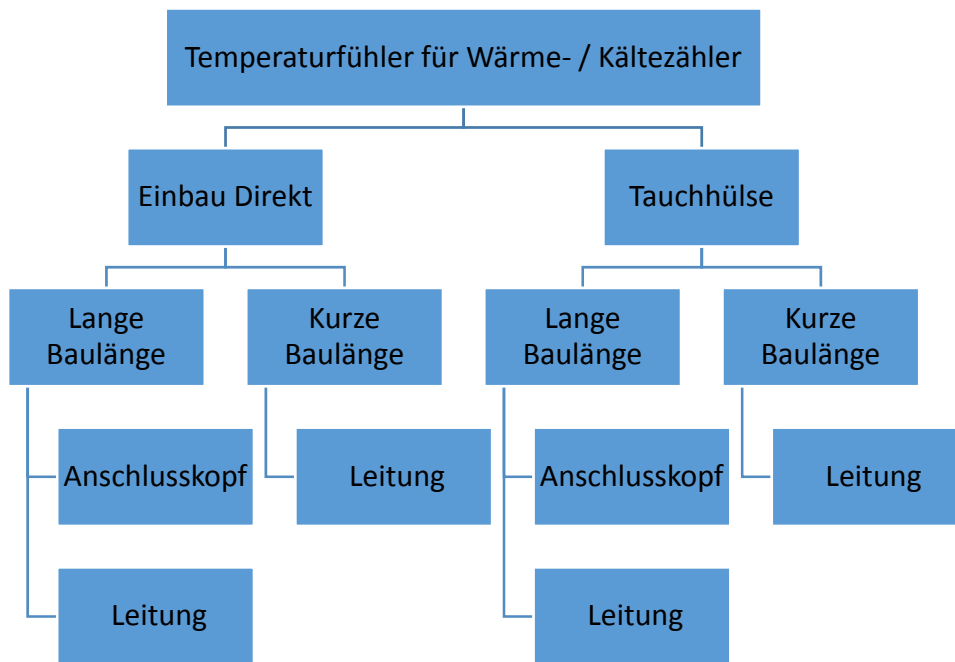 Temperaturfühler für Wärme- / Kältezähler
Einbau Direkt
Tauchhülse
Lange
Baulänge
Kurze
Baulänge
Lange
Baulänge
Kurze
Baulänge
Anschlusskopf
Leitung
Anschlusskopf
Leitung
Leitung
Leitung